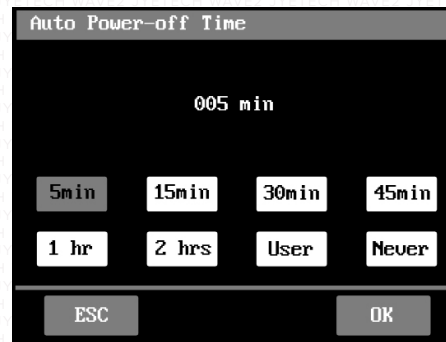 Auto Power-off Time
005 min
5min 15min 30min 45min
1 hr 2 hrs User Never
ESC OK